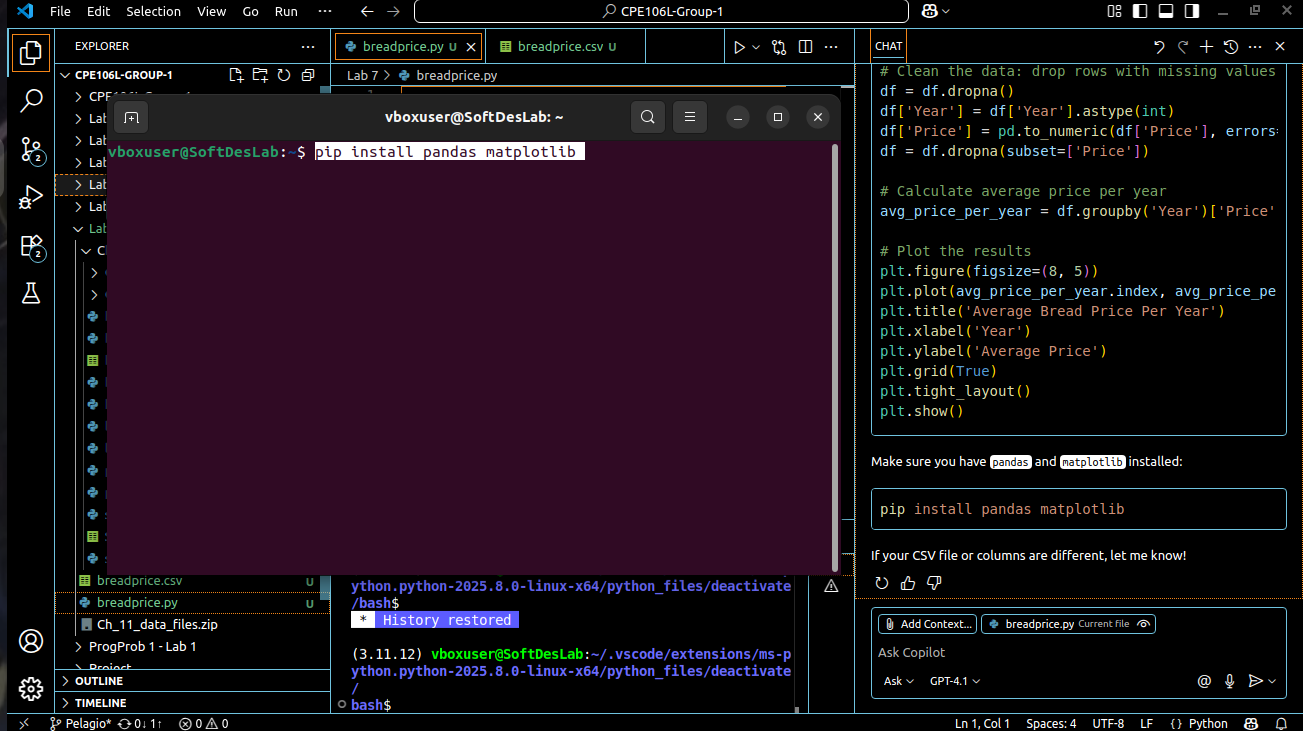 File Edit Selection View Go Run ··· CPE106L-Group-1
EXPLORER ···
CPE106L-GROUP-1
Lab
Lab
Lab
Lab
Lab
Lab
breadprice.csv U
breadprice.py U
Ch_11_data_files.zip
ProgProb 1 - Lab 1
Project
OUTLINE
TIMELINE
breadprice.py U
breadprice.csv U
Lab 7 > breadprice.py
vboxuser@SoftDesLab: ~
vboxuser@SoftDesLab:~$ pip install pandas matplotlib
ython.python-2025.8.0-linux-x64/python_files/deactivate
/bash$
* History restored
(3.11.12) vboxuser@SoftDesLab:~/.vscode/extensions/ms-p
ython.python-2025.8.0-linux-x64/python_files/deactivate
/
bash$
CHAT
# Clean the data: drop rows with missing values
df = df.dropna()
df['Year'] = df['Year'].astype(int)
df['Price'] = pd.to_numeric(df['Price'], errors=
df = df.dropna(subset=['Price'])
# Calculate average price per year
avg_price_per_year = df.groupby('Year')['Price'
# Plot the results
plt.figure(figsize=(8, 5))
plt.plot(avg_price_per_year.index, avg_price_pe
plt.title('Average Bread Price Per Year')
plt.xlabel('Year')
plt.ylabel('Average Price')
plt.grid(True)
plt.tight_layout()
plt.show()
Make sure you have pandas and matplotlib installed:
pip install pandas matplotlib
If your CSV file or columns are different, let me know!
Add Context... breadprice.py Current file
Ask Copilot
Ask GPT-4.1
2
2
Pelagio* 0↓ 1↑ 0 0 Ln 1, Col 1 Spaces: 4 UTF-8 LF {} Python